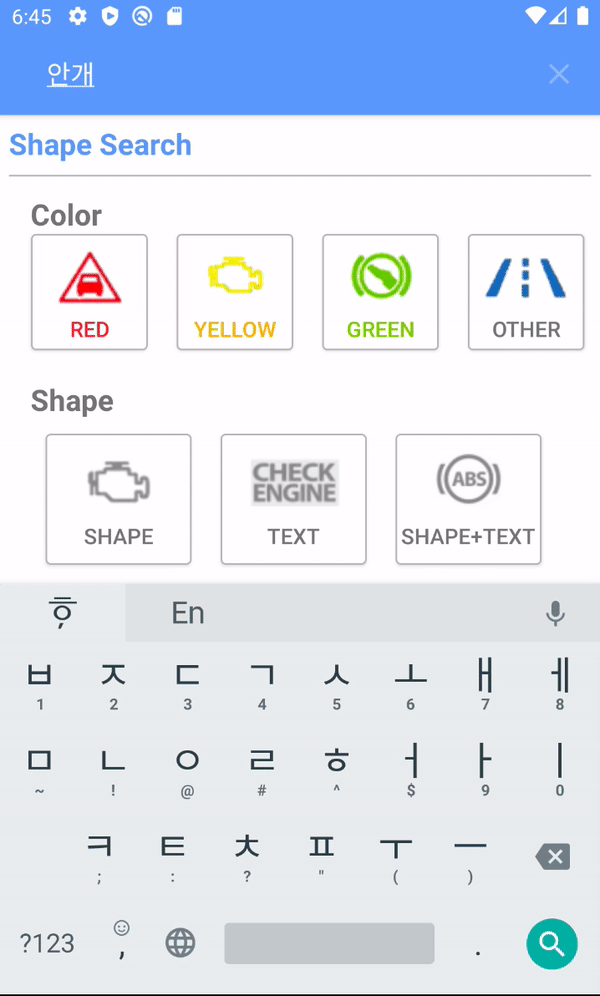 6:45
안개
Shape Search
Color
RED YELLOW GREEN OTHER
Shape
CHECK ENGINE ABS
SHAPE TEXT SHAPE+TEXT
En
ㅂ ㅈ ㄷ ㄱ ㅅ ㅗ ㅐ ㅔ
1 2 3 4 5 6 7 8
ㅁ ㄴ ㅇ ㄹ ㅎ ㅓ ㅏ ㅣ
~ ! @ # ^ $ 9 0
ㅋ ㅌ ㅊ ㅍ ㅜ ㅡ
; : ? " ( )
?123 , .